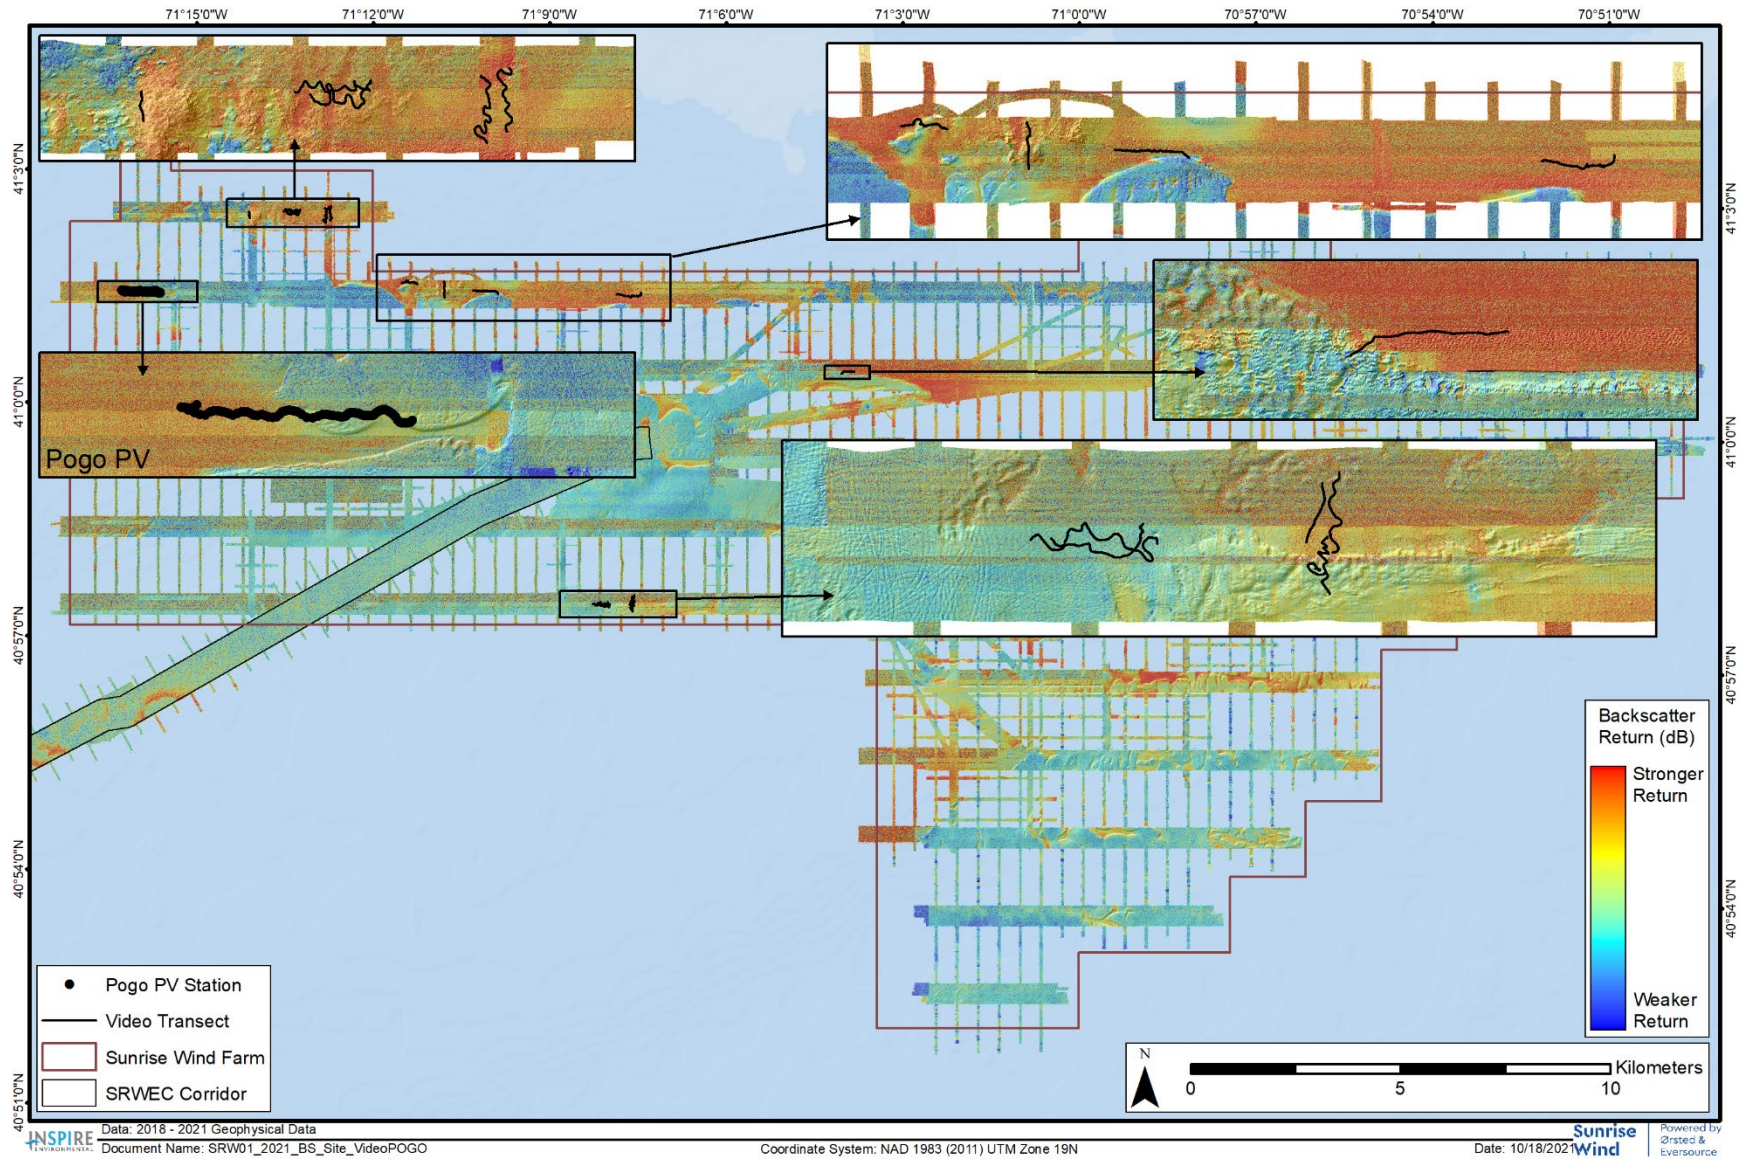 71°15'0"W 71°12'0"W 71°9'0"W 71°6'0"W 71°3'0"W 71°0'0"W 70°57'0"W 70°54'0"W 70°51'0"W
41°3'0"N
41°3'0"N
41°0'0"N
41°0'0"N
Pogo PV
40°57'0"N
40°57'0"N
40°54'0"N
40°54'0"N
40°51'0"N
Backscatter
Return (dB)
Stronger
Return
Weaker
Return
Pogo PV Station
Video Transect
Sunrise Wind Farm
SRWEC Corridor
N
Kilometers
0 5 10
INSPIRE
ENVIRONMENTAL
Data: 2018 - 2021 Geophysical Data
Document Name: SRW01_2021_BS_Site_VideoPOGO
Coordinate System: NAD 1983 (2011) UTM Zone 19N
Date: 10/18/2021
Sunrise
Wind
Powered by
Ørsted &
Eversource